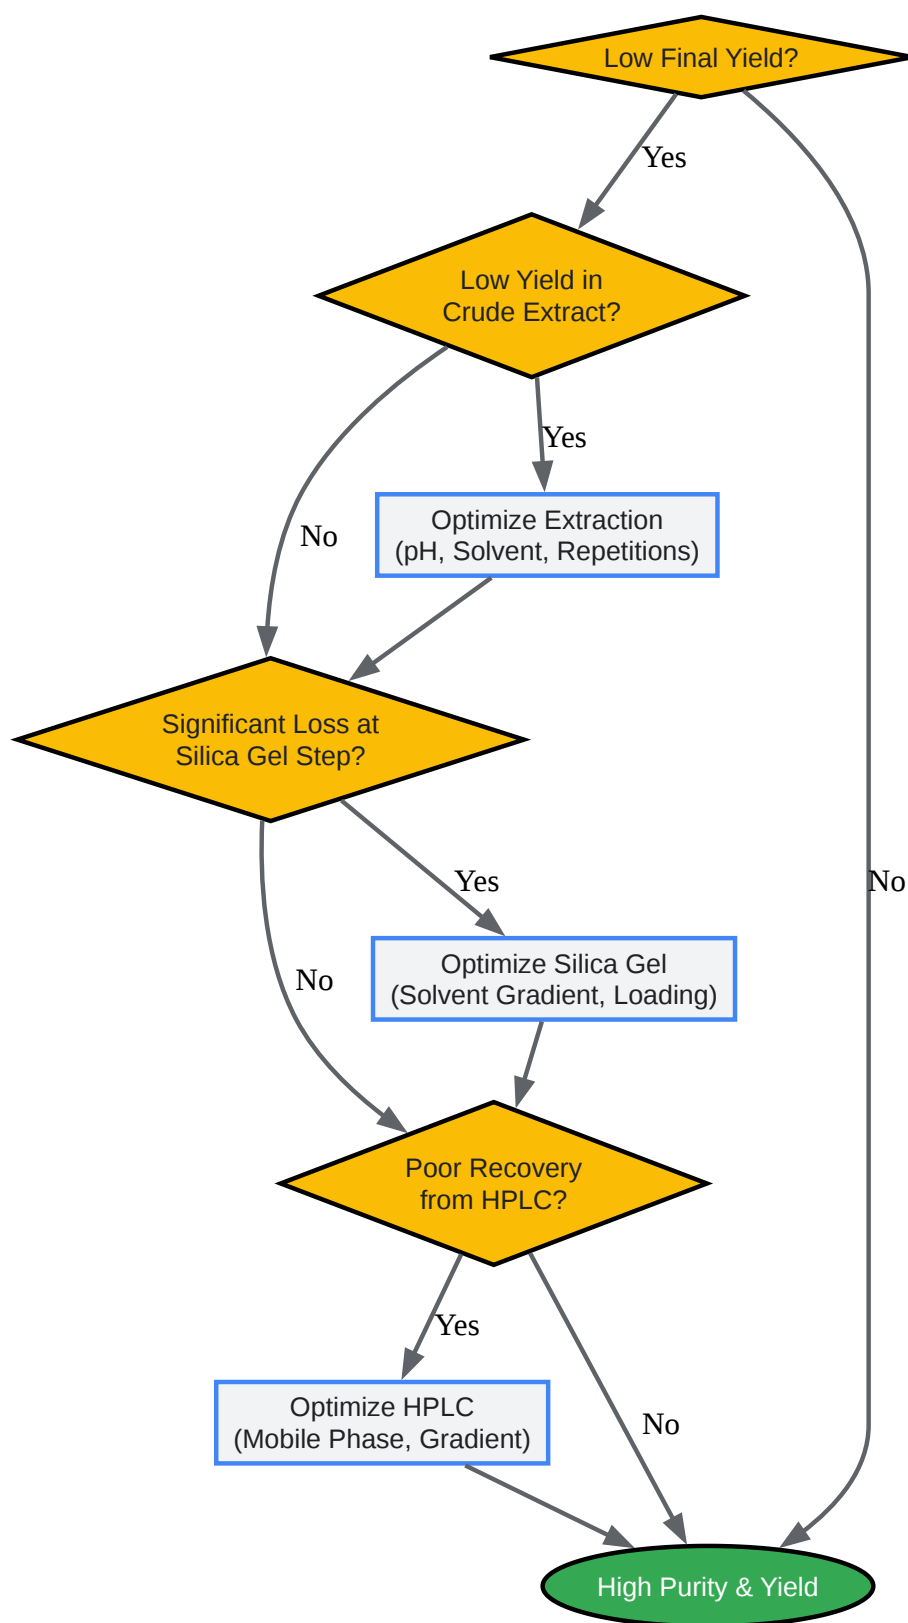 Low Final Yield?
Yes
Low Yield in
Crude Extract?
Yes
Optimize Extraction
(pH, Solvent, Repetitions)
No
Significant Loss at
Silica Gel Step?
Yes
No
Optimize Silica Gel
(Solvent Gradient, Loading)
No
Poor Recovery
from HPLC?
Yes
Optimize HPLC
(Mobile Phase, Gradient)
No
High Purity & Yield